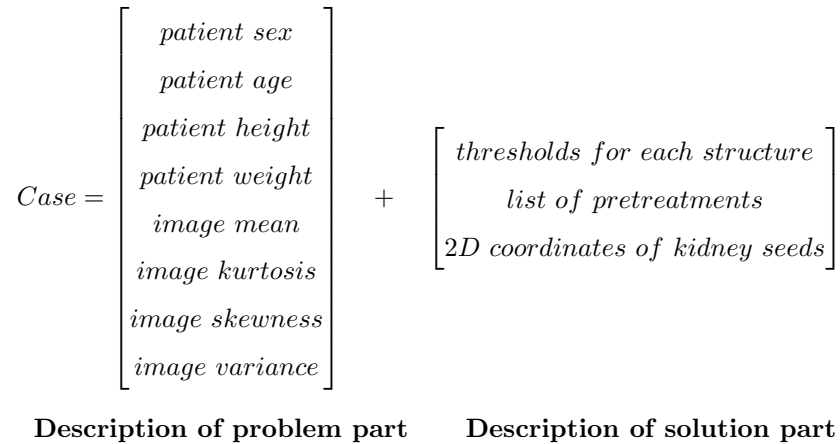 patient sex
patient age
patient height
patient weight
image mean
image kurtosis
image skewness
image variance
Case =
+
thresholds for each structure
list of pretreatments
2D coordinates of kidney seeds
Description of problem part
Description of solution part